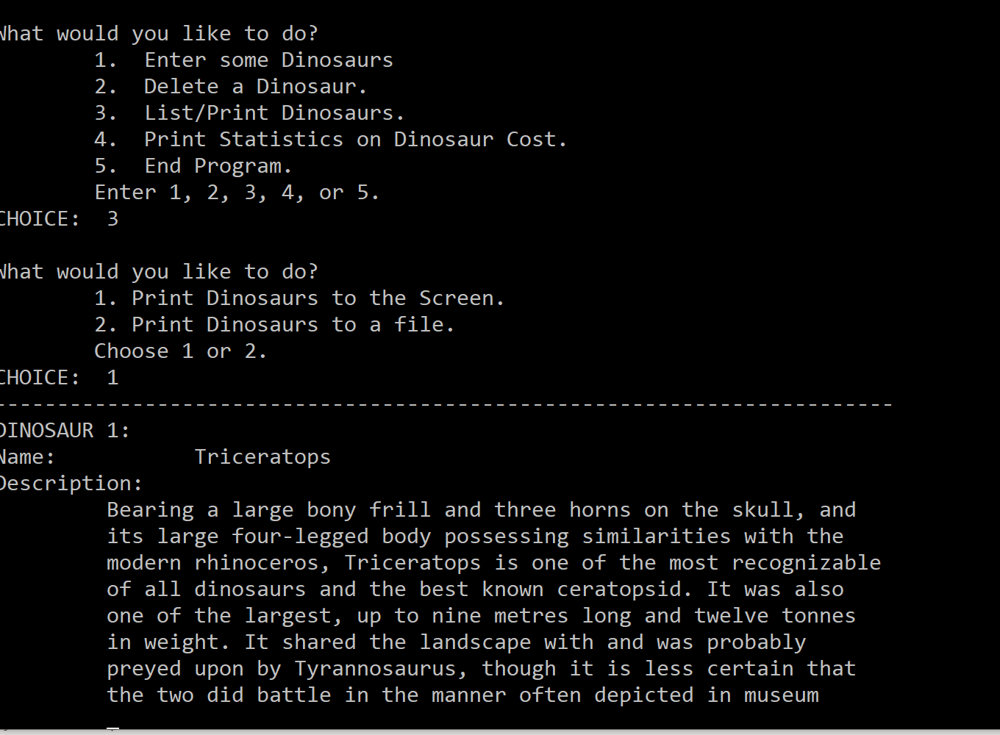 What would you like to do?
1.  Enter some Dinosaurs
2.  Delete a Dinosaur.
3.  List/Print Dinosaurs.
4.  Print Statistics on Dinosaur Cost.
5.  End Program.
Enter 1, 2, 3, 4, or 5.
CHOICE:  3
What would you like to do?
1. Print Dinosaurs to the Screen.
2. Print Dinosaurs to a file.
Choose 1 or 2.
CHOICE:  1
------------------------------------------------------------------------
DINOSAUR 1:
Name:           Triceratops
Description:
Bearing a large bony frill and three horns on the skull, and
its large four-legged body possessing similarities with the
modern rhinoceros, Triceratops is one of the most recognizable
of all dinosaurs and the best known ceratopsid. It was also
one of the largest, up to nine metres long and twelve tonnes
in weight. It shared the landscape with and was probably
preyed upon by Tyrannosaurus, though it is less certain that
the two did battle in the manner often depicted in museum